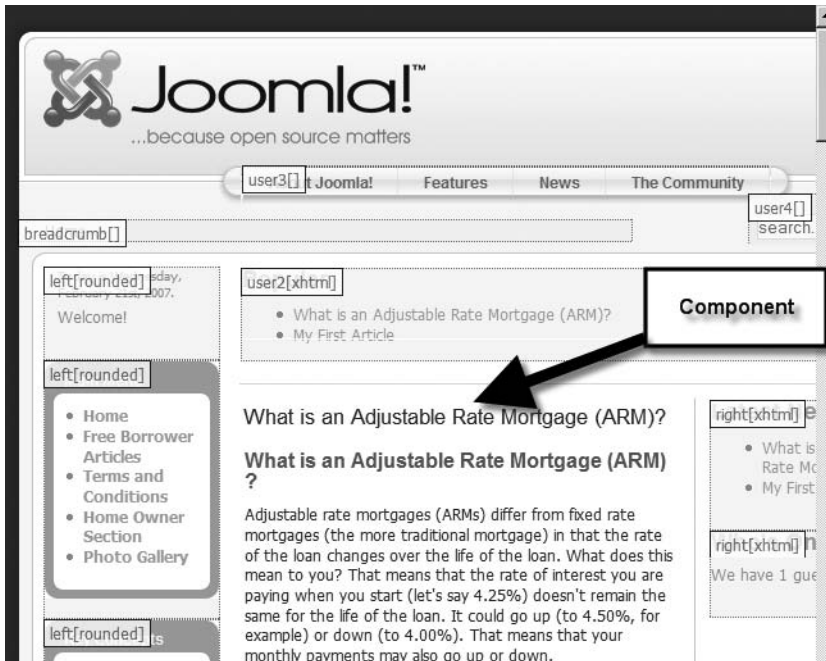 Joomla!™
...because open source matters
user3[] t Joomla! Features News The Community
user4[]
search.
breadcrumb[]
left[rounded] sday,
February 21st, 2007.
Welcome!
user2[xhtml]
• What is an Adjustable Rate Mortgage (ARM)?
• My First Article
Component
left[rounded]
• Home
• Free Borrower
Articles
• Terms and
Conditions
• Home Owner
Section
• Photo Gallery
left[rounded] ts
What is an Adjustable Rate Mortgage (ARM)?
What is an Adjustable Rate Mortgage (ARM)
?
Adjustable rate mortgages (ARMs) differ from fixed rate
mortgages (the more traditional mortgage) in that the rate
of the loan changes over the life of the loan. What does this
mean to you? That means that the rate of interest you are
paying when you start (let's say 4.25%) doesn't remain the
same for the life of the loan. It could go up (to 4.50%, for
example) or down (to 4.00%). That means that your
monthly payments may also go up or down.
right[xhtml]
• What is
Rate Mo
• My First
right[xhtml]
We have 1 gue